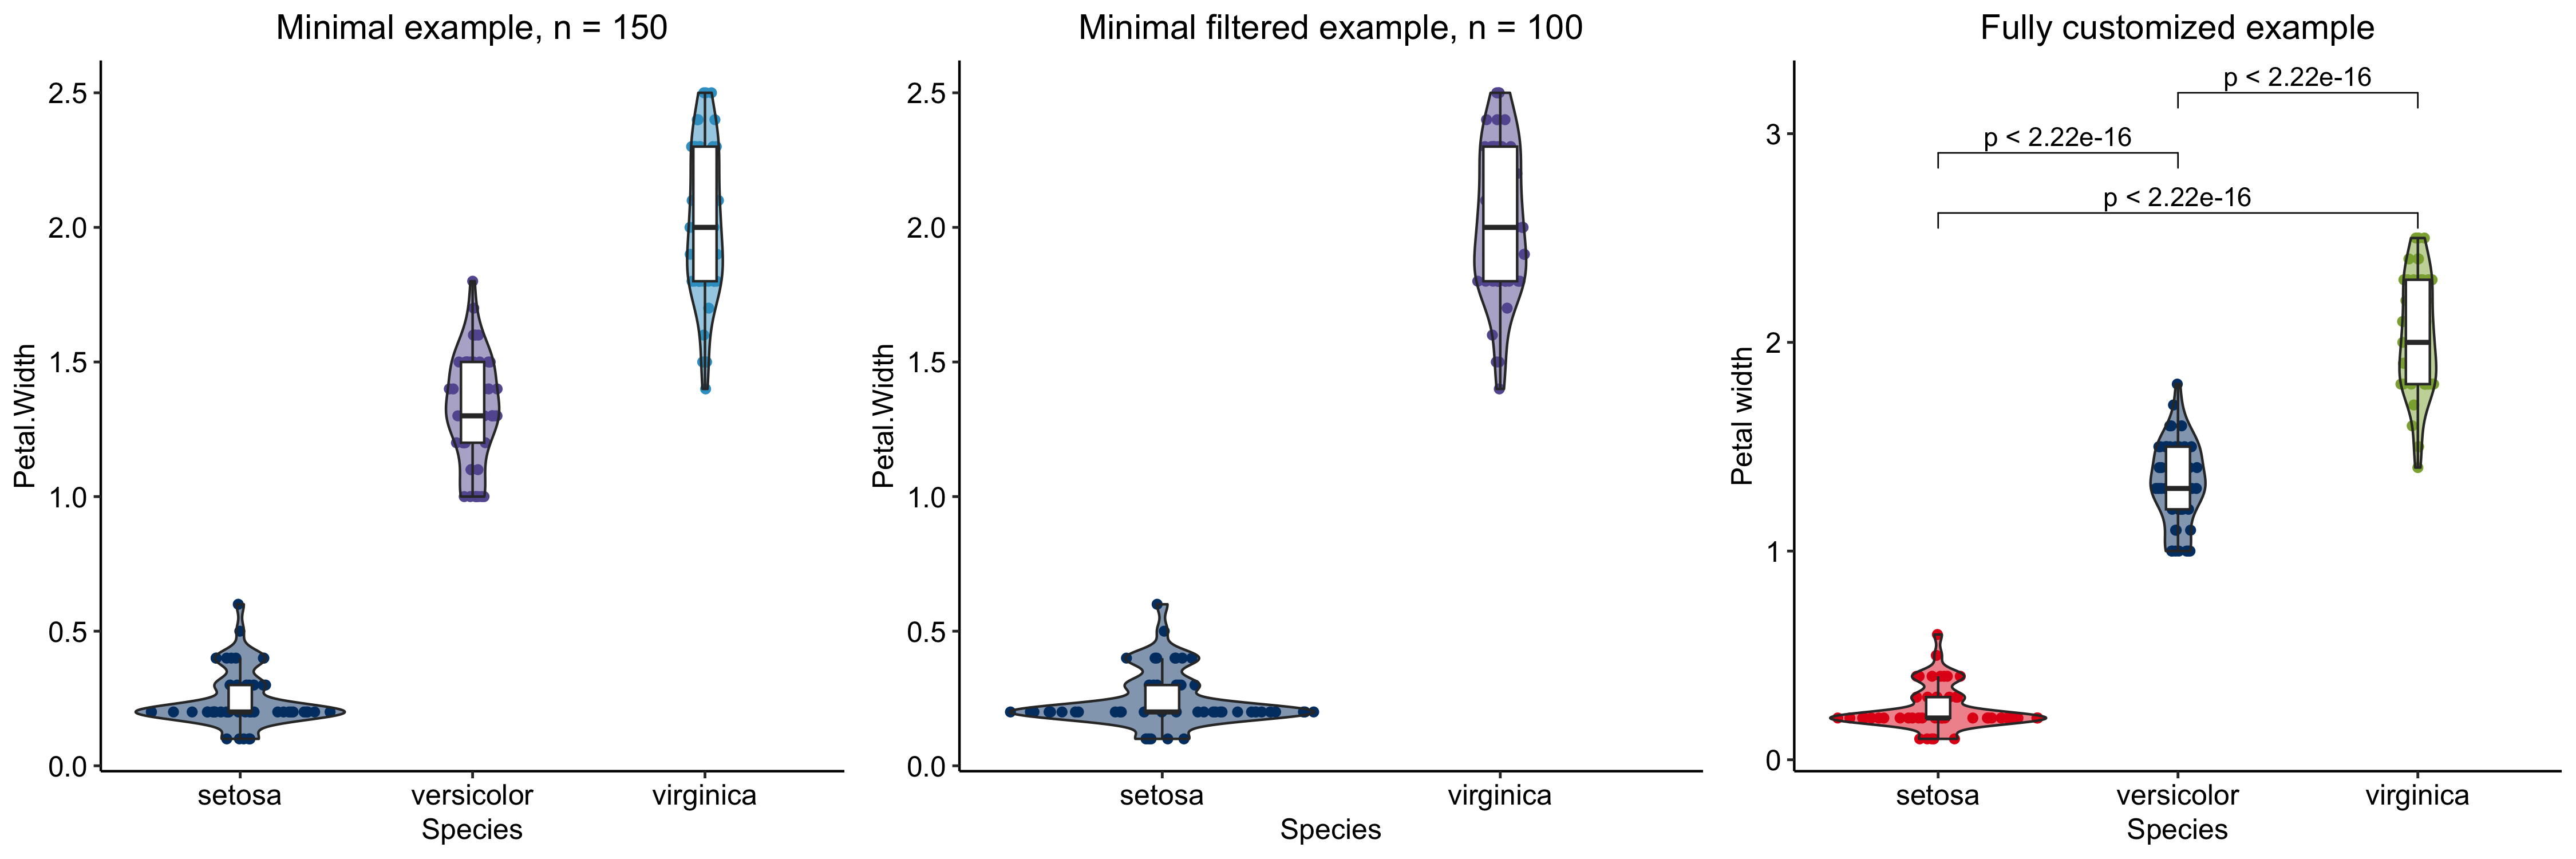 Minimal example, n = 150
Petal.Width
2.5
2.0
1.5
1.0
0.5
0.0
setosa versicolor virginica
Species
Minimal filtered example, n = 100
Petal.Width
2.5
2.0
1.5
1.0
0.5
0.0
setosa virginica
Species
Fully customized example
Petal width
p < 2.22e-16
3
p < 2.22e-16
p < 2.22e-16
2
1
0
setosa versicolor virginica
Species